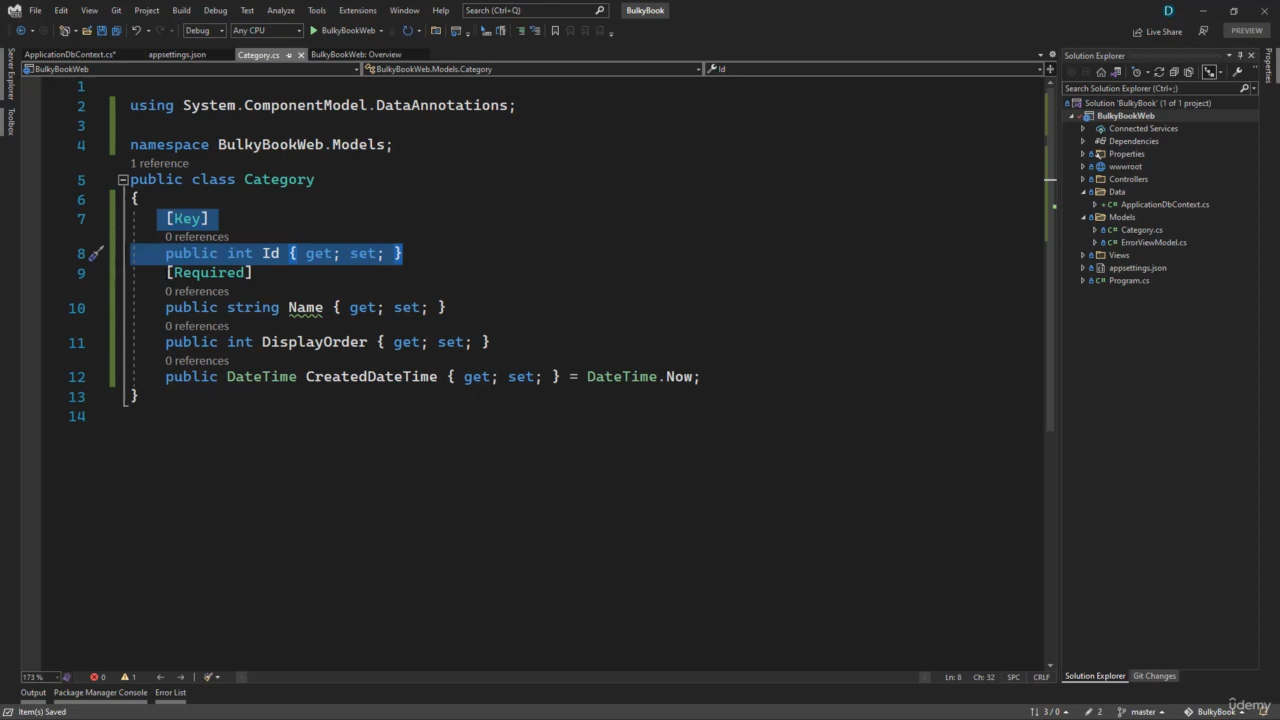 File Edit View Git Project Build Debug Test Analyze Tools Extensions Window Help Search (Ctrl+Q) BulkyBook D
Debug Any CPU BulkyBookWeb Live Share PREVIEW
ApplicationDbContext.cs* appsettings.json Category.cs BulkyBookWeb: Overview
BulkyBookWeb BulkyBookWeb.Models.Category Id
Server Explorer
Toolbox
1
2 using System.ComponentModel.DataAnnotations;
3
4 namespace BulkyBookWeb.Models;
1 reference
5 public class Category
6 {
7 [Key]
0 references
8 public int Id { get; set; }
9 [Required]
0 references
10 public string Name { get; set; }
0 references
11 public int DisplayOrder { get; set; }
0 references
12 public DateTime CreatedDateTime { get; set; } = DateTime.Now;
13 }
14
Solution Explorer
Search Solution Explorer (Ctrl+;)
Solution 'BulkyBook' (1 of 1 project)
BulkyBookWeb
Connected Services
Dependencies
Properties
wwwroot
Controllers
Data
ApplicationDbContext.cs
Models
Category.cs
ErrorViewModel.cs
Views
appsettings.json
Program.cs
Properties
173 % 0 1 Ln: 8 Ch: 32 SPC CRLF
Solution Explorer Git Changes
Output Package Manager Console Error List
Item(s) Saved 3 / 0 2 master BulkyBook
udemy